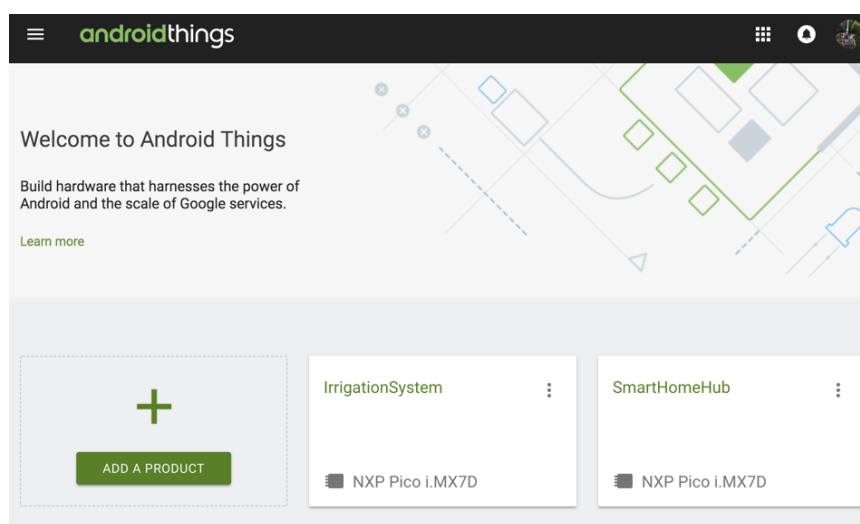 androidthings
Welcome to Android Things
Build hardware that harnesses the power of
Android and the scale of Google services.
Learn more
ADD A PRODUCT
IrrigationSystem
NXP Pico i.MX7D
SmartHomeHub
NXP Pico i.MX7D